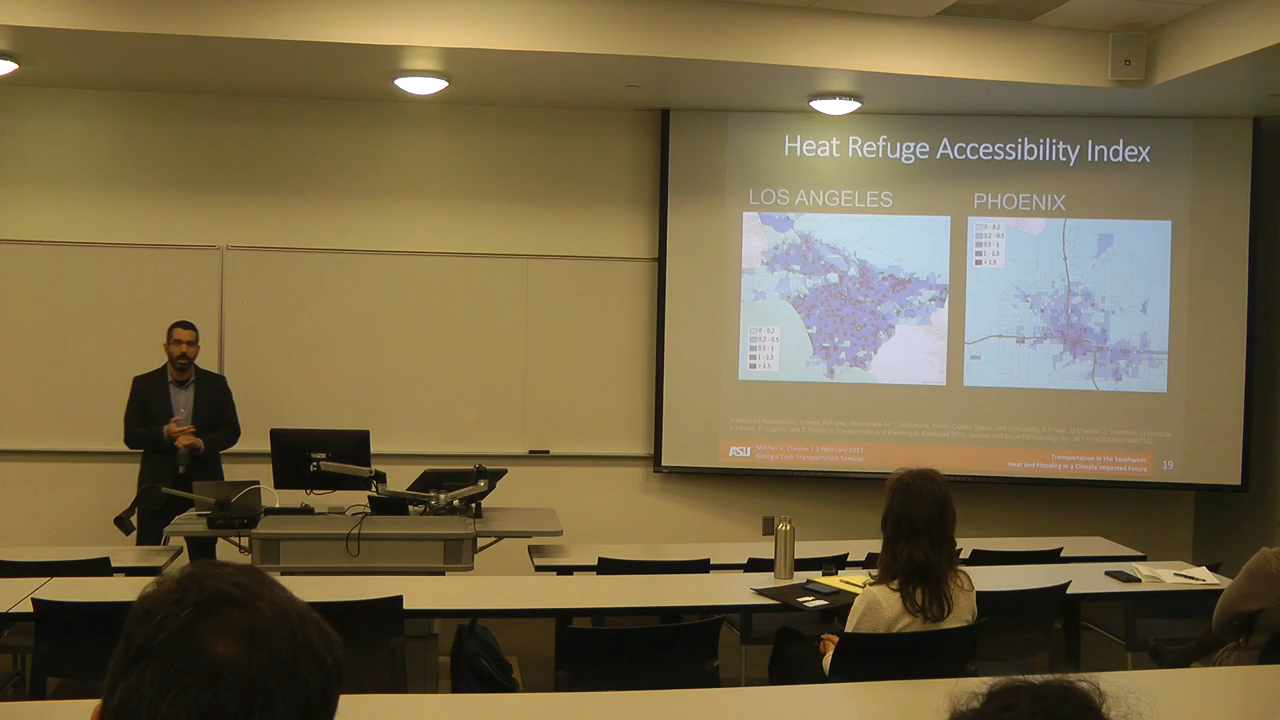 Heat Refuge Accessibility Index
LOS ANGELES
PHOENIX
0 - 0.2
0.2 - 0.5
0.5 - 1
1 - 1.5
> 1.5
0 - 0.2
0.2 - 0.5
0.5 - 1
1 - 1.5
> 1.5
ASU
Mikhail V. Chester / 2 February 2017
Georgia Tech Transportation Seminar
Transportation in the Southwest:
Heat and Flooding in a Climate Impacted Future
19